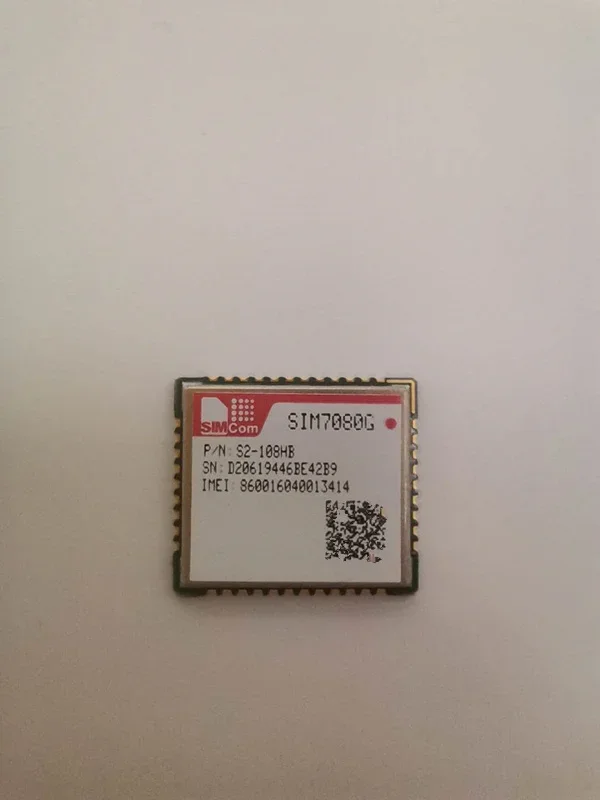 SIMCom
SIM7080G
P/N: S2-108HB
SN: D20619446BE42B9
IMEI: 860016040013414